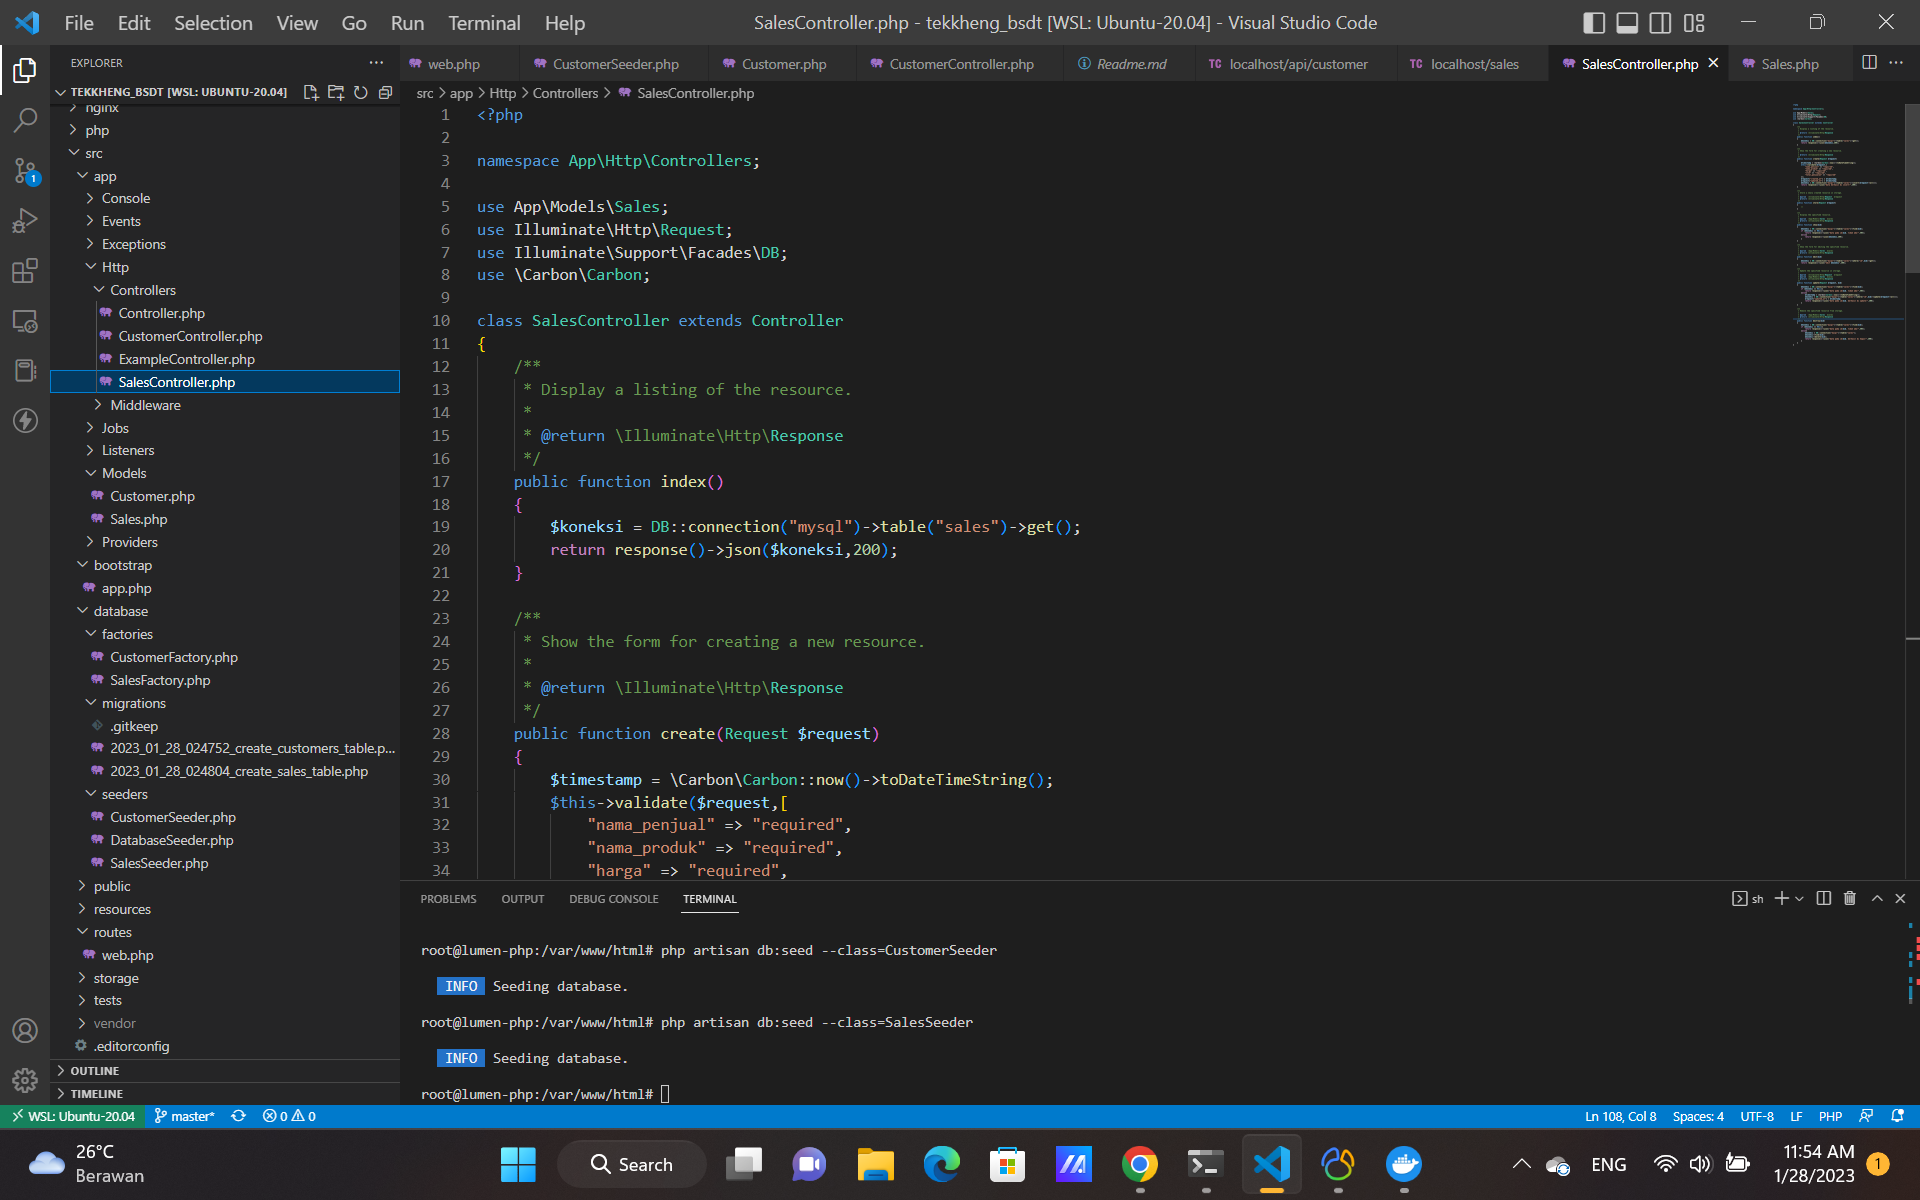 File Edit Selection View Go Run Terminal Help
SalesController.php - tekkheng_bsdt [WSL: Ubuntu-20.04] - Visual Studio Code
EXPLORER
TEKKHENG_BSDT [WSL: UBUNTU-20.04]
nginx
php
src
app
Console
Events
Exceptions
Http
Controllers
Controller.php
CustomerController.php
ExampleController.php
SalesController.php
Middleware
Jobs
Listeners
Models
Customer.php
Sales.php
Providers
bootstrap
app.php
database
factories
CustomerFactory.php
SalesFactory.php
migrations
.gitkeep
2023_01_28_024752_create_customers_table.p...
2023_01_28_024804_create_sales_table.php
seeders
CustomerSeeder.php
DatabaseSeeder.php
SalesSeeder.php
public
resources
routes
web.php
storage
tests
vendor
.editorconfig
OUTLINE
TIMELINE
web.php CustomerSeeder.php Customer.php CustomerController.php Readme.md TC localhost/api/customer TC localhost/sales SalesController.php Sales.php
src > app > Http > Controllers > SalesController.php
1 <?php
2
3 namespace App\Http\Controllers;
4
5 use App\Models\Sales;
6 use Illuminate\Http\Request;
7 use Illuminate\Support\Facades\DB;
8 use \Carbon\Carbon;
9
10 class SalesController extends Controller
11 {
12 /**
13 * Display a listing of the resource.
14 *
15 * @return \Illuminate\Http\Response
16 */
17 public function index()
18 {
19 $koneksi = DB::connection("mysql")->table("sales")->get();
20 return response()->json($koneksi,200);
21 }
22
23 /**
24 * Show the form for creating a new resource.
25 *
26 * @return \Illuminate\Http\Response
27 */
28 public function create(Request $request)
29 {
30 $timestamp = \Carbon\Carbon::now()->toDateTimeString();
31 $this->validate($request,[
32 "nama_penjual" => "required",
33 "nama_produk" => "required",
34 "harga" => "required",
PROBLEMS OUTPUT DEBUG CONSOLE TERMINAL
sh
root@lumen-php:/var/www/html# php artisan db:seed --class=CustomerSeeder
INFO Seeding database.
root@lumen-php:/var/www/html# php artisan db:seed --class=SalesSeeder
INFO Seeding database.
root@lumen-php:/var/www/html#
WSL: Ubuntu-20.04 master* 0 0 Ln 108, Col 8 Spaces: 4 UTF-8 LF PHP
26°C
Berawan
Search
ENG
11:54 AM
1/28/2023
1